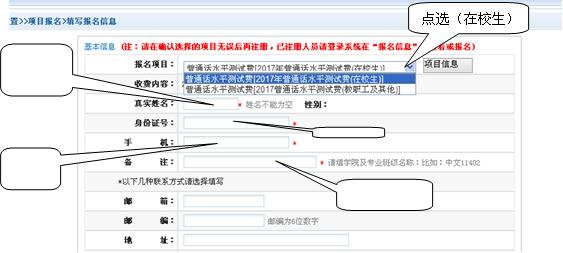 置>>项目报名>填写报名信息
点选（在校生）
基本信息 (注：请在确认选择的项目无误后再注册，已注册人员请登录系统在“报名信息”看或报名)
报名项目： 普通话水平测试费[2017年普通话水平测试费(在校生)] 项目信息
收费内容： 普通话水平测试费[2017年普通话水平测试费(在校生)]
普通话水平测试费[2017普通话水平测试费(教职工及其他)]
真实姓名： * 姓名不能为空 性别：
身份证号： *
手 机： *
备 注： * 请填学院及专业班级名称：比如：中文11402
*以下几种联系方式请选择填写
邮 箱：
邮 编： 邮编为6位数字
地 址：